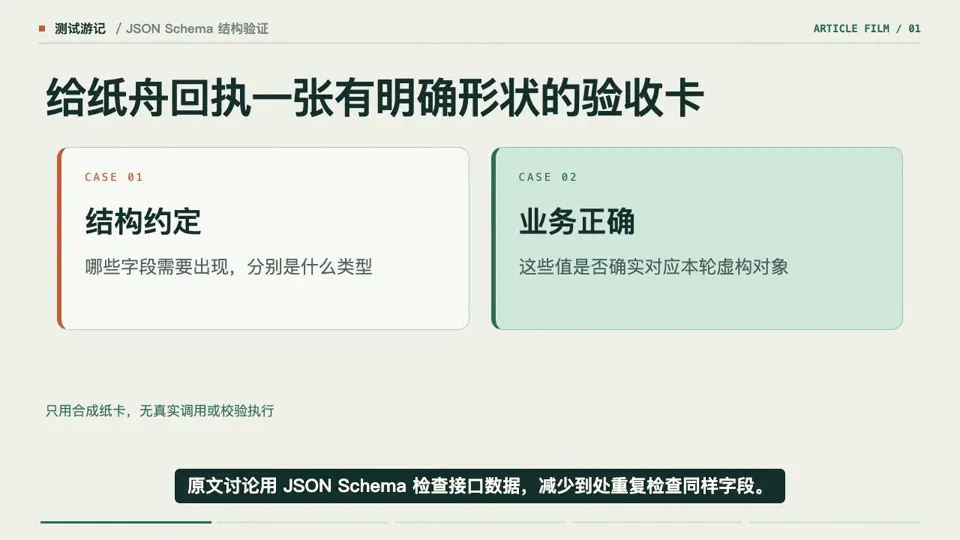 测试游记 / JSON Schema 结构验证
ARTICLE FILM / 01
给纸舟回执一张有明确形状的验收卡
CASE 01
结构约定
哪些字段需要出现，分别是什么类型
CASE 02
业务正确
这些值是否确实对应本轮虚构对象
只用合成纸卡，无真实调用或校验执行
原文讨论用 JSON Schema 检查接口数据，减少到处重复检查同样字段。